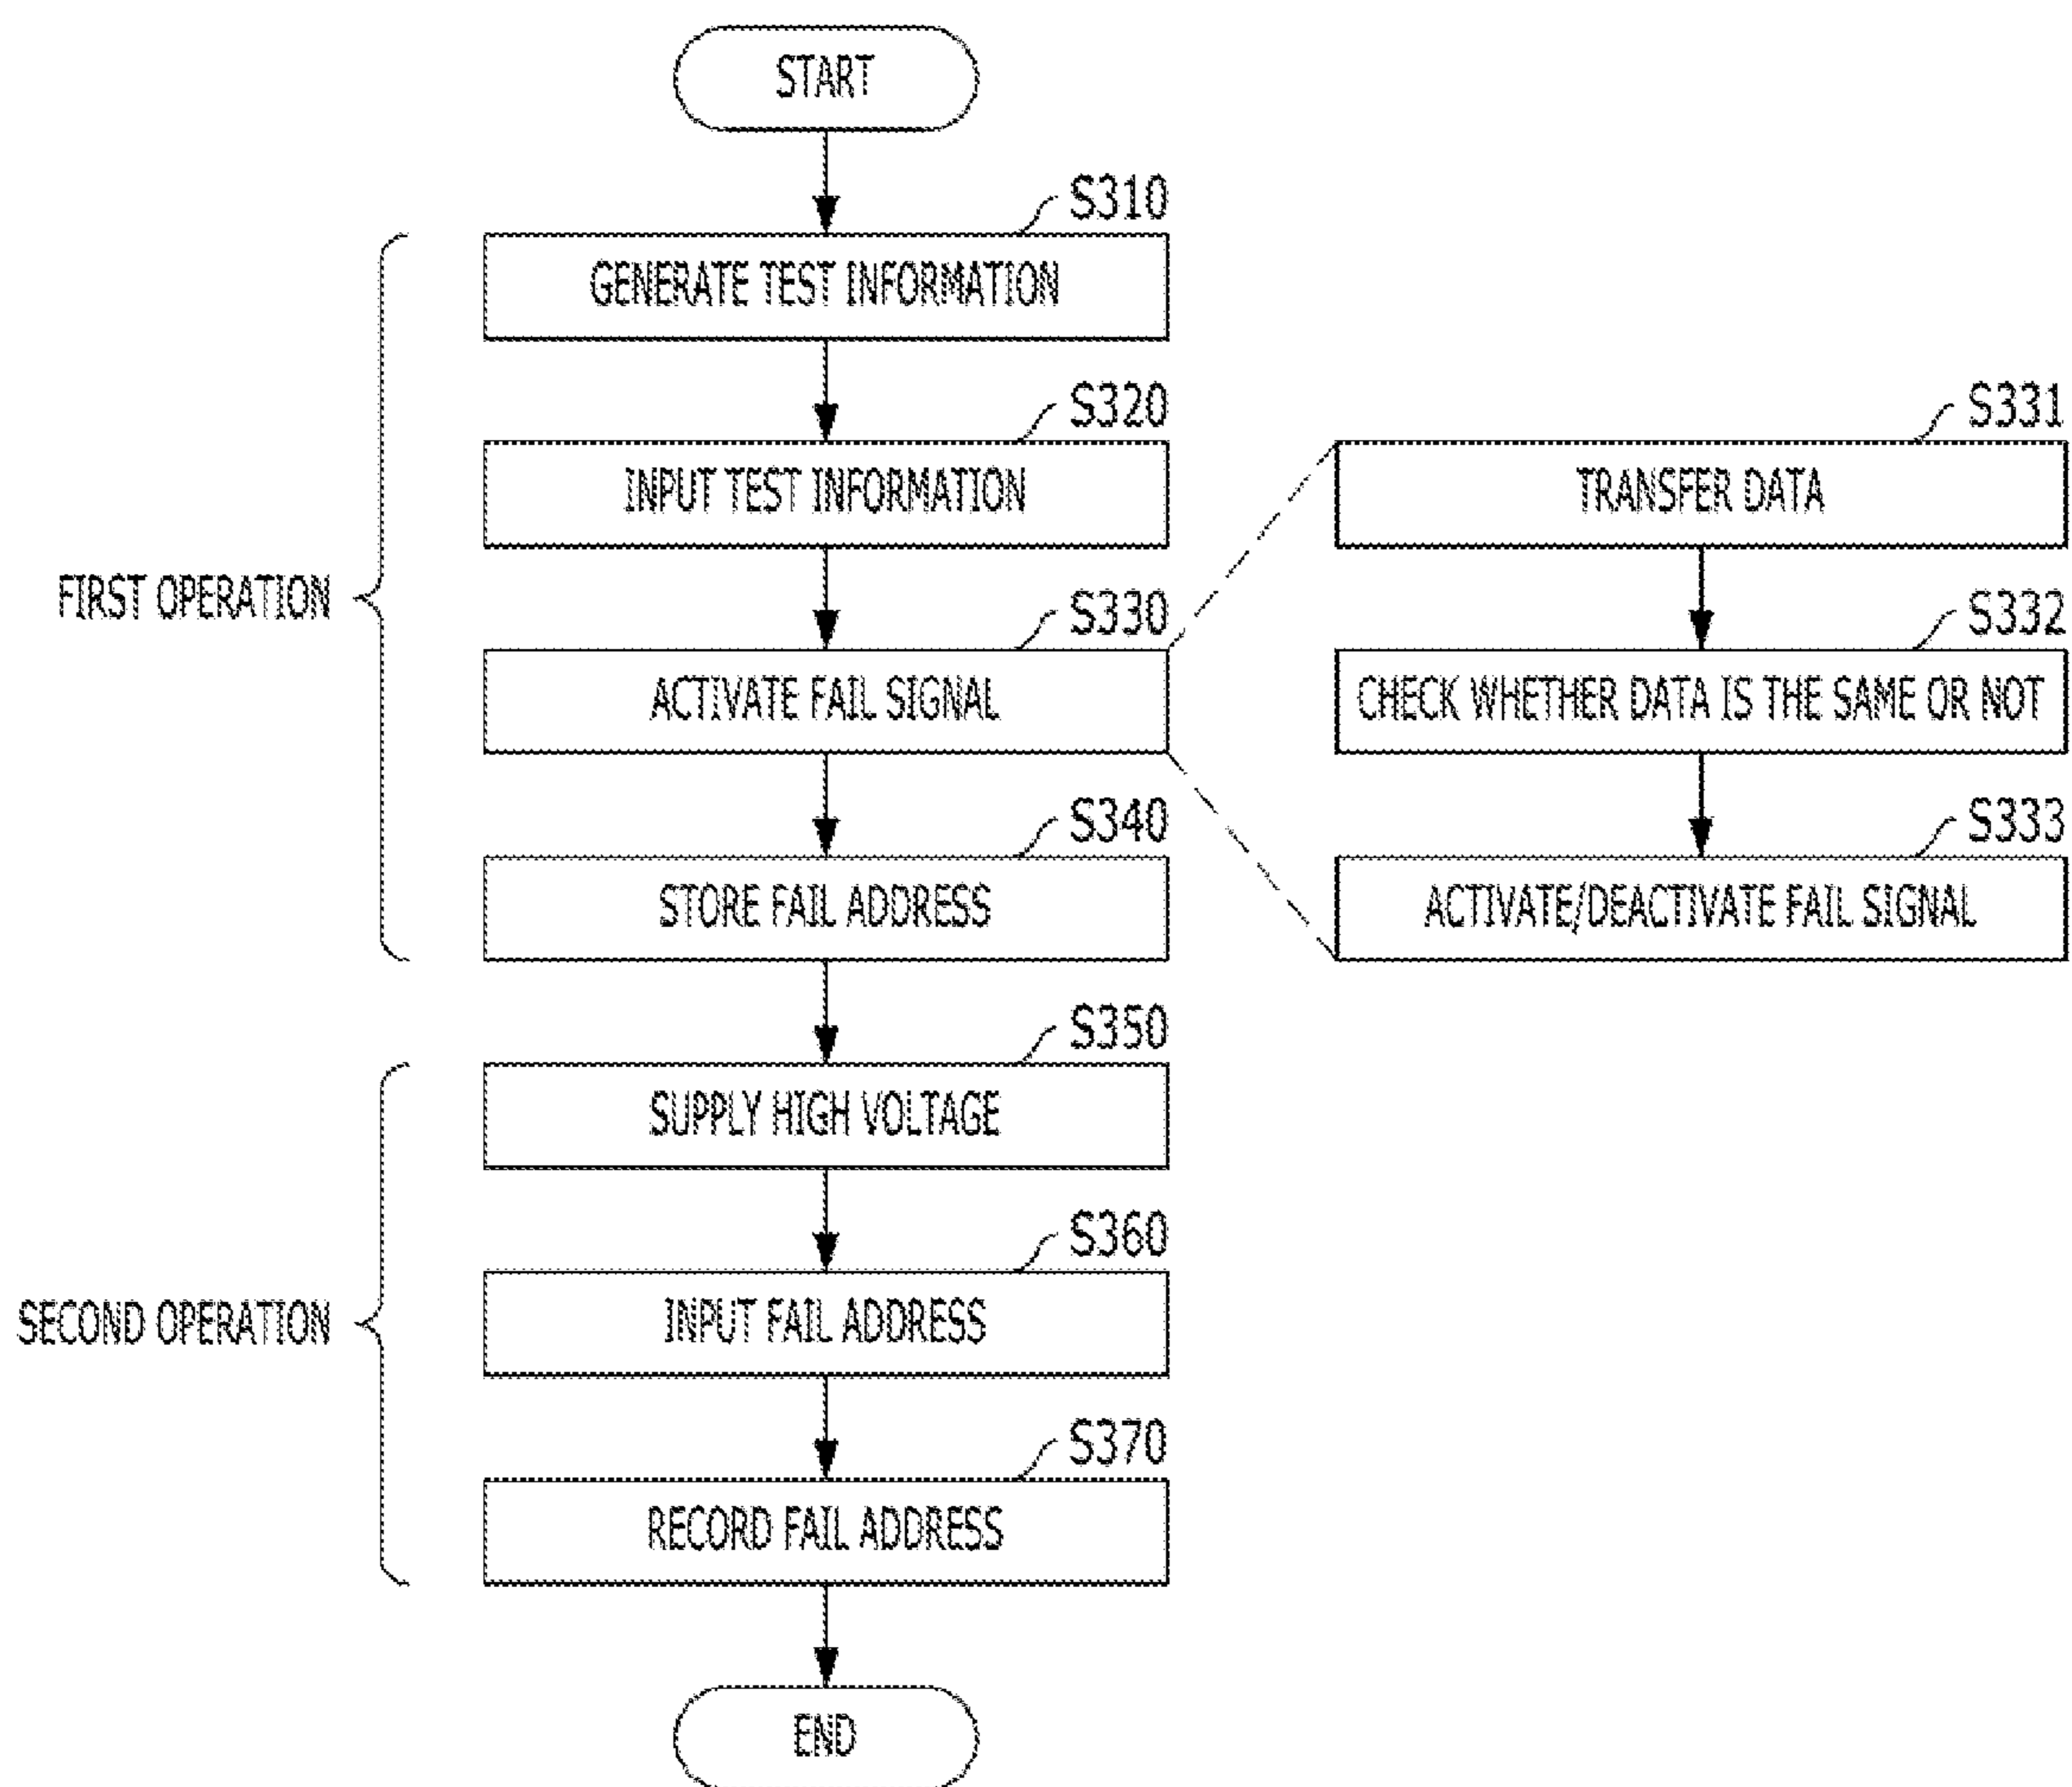 START
S310
GENERATE TEST INFORMATION
S320
INPUT TEST INFORMATION
S330
ACTIVATE FAIL SIGNAL
S340
STORE FAIL ADDRESS
FIRST OPERATION
S331
TRANSFER DATA
S332
CHECK WHETHER DATA IS THE SAME OR NOT
S333
ACTIVATE/DEACTIVATE FAIL SIGNAL
S350
SUPPLY HIGH VOLTAGE
S360
INPUT FAIL ADDRESS
S370
RECORD FAIL ADDRESS
SECOND OPERATION
END